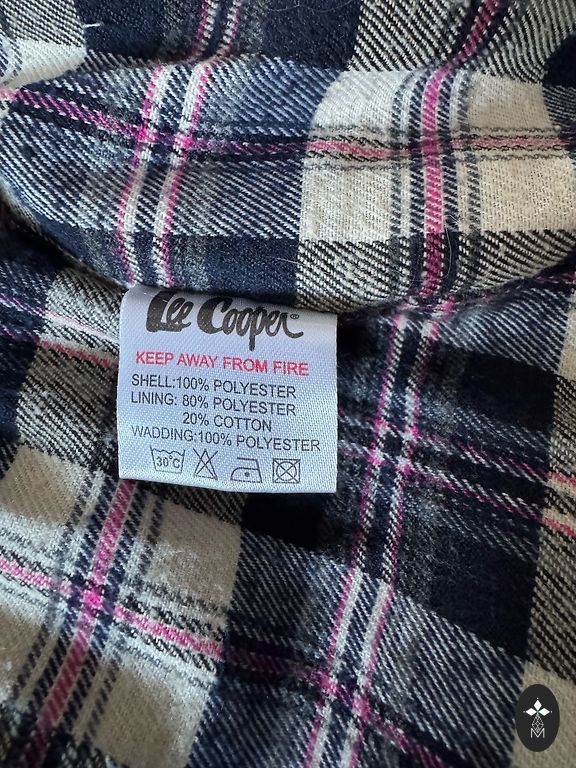 Lee Cooper®
KEEP AWAY FROM FIRE
SHELL:100% POLYESTER
LINING: 80% POLYESTER
20% COTTON
WADDING:100% POLYESTER
30°C
M